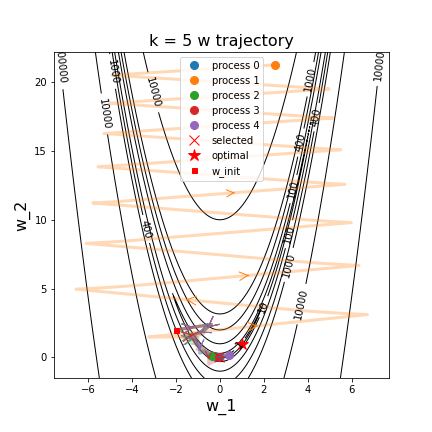 k = 5 w trajectory
w_2
20
15
10
5
0
−6
−4
−2
0
2
4
6
w_1
process 0
process 1
process 2
process 3
process 4
selected
optimal
w_init
1000
10000
10000
1000
10000
400
400
100
100
1000
400
10
10000